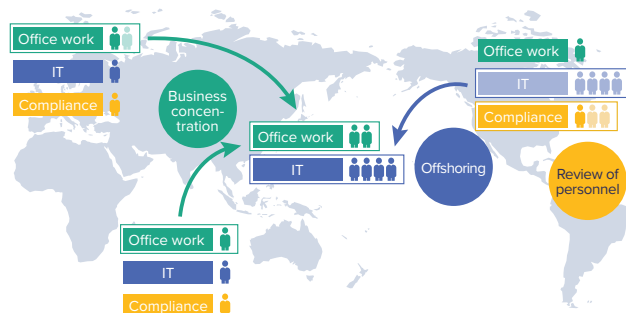 Office work
IT
Compliance
Business
concen-
tration
Office work
IT
Office work
IT
Compliance
Offshoring
Review of
personnel
Office work
IT
Compliance